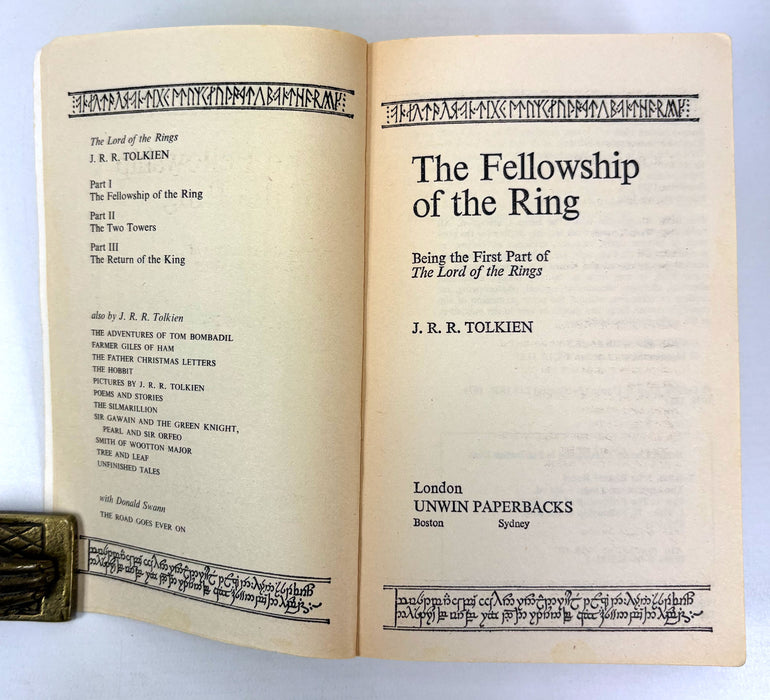 The Lord of the Rings
J. R. R. TOLKIEN
Part I
The Fellowship of the Ring
Part II
The Two Towers
Part III
The Return of the King
also by J. R. R. Tolkien
THE ADVENTURES OF TOM BOMBADIL
FARMER GILES OF HAM
THE FATHER CHRISTMAS LETTERS
THE HOBBIT
PICTURES BY J. R. R. TOLKIEN
POEMS AND STORIES
THE SILMARILLION
SIR GAWAIN AND THE GREEN KNIGHT,
PEARL AND SIR ORFEO
SMITH OF WOOTTON MAJOR
TREE AND LEAF
UNFINISHED TALES
with Donald Swann
THE ROAD GOES EVER ON
The Fellowship
of the Ring
Being the First Part of
The Lord of the Rings
J. R. R. TOLKIEN
London
UNWIN PAPERBACKS
Boston Sydney